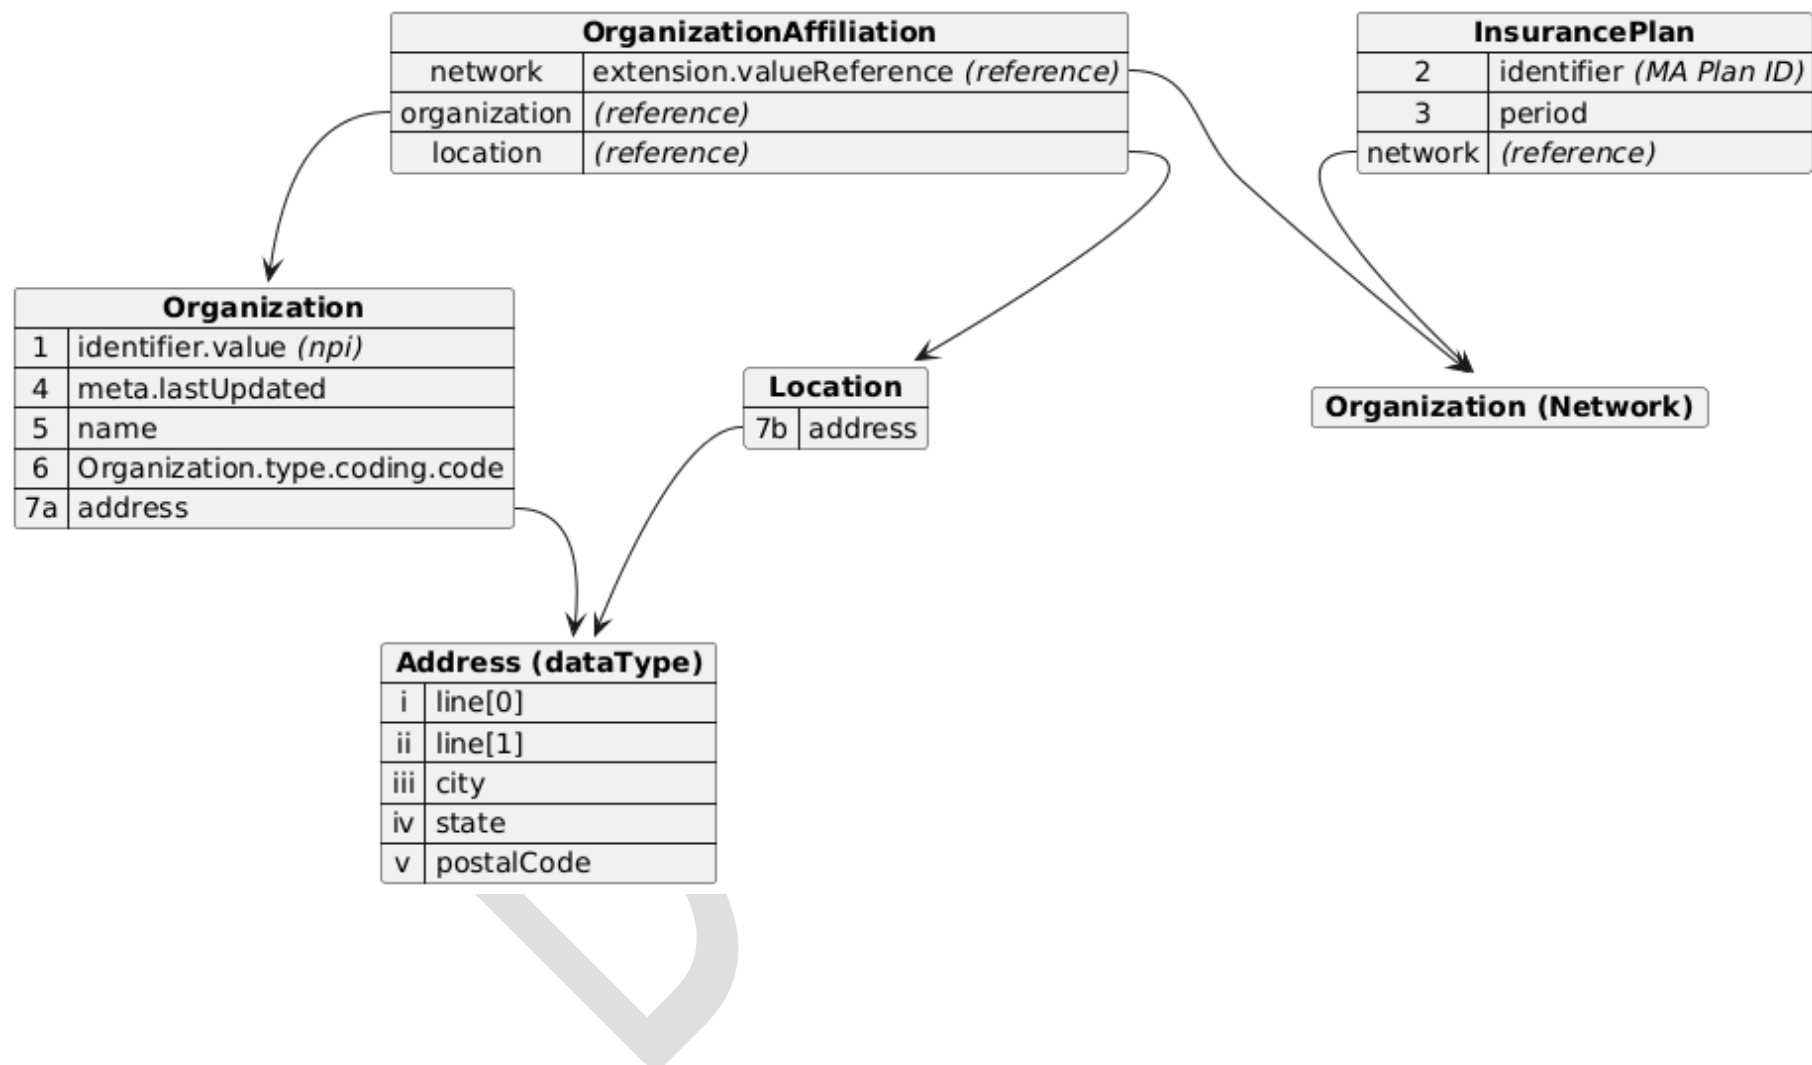 OrganizationAffiliation
network extension.valueReference (reference)
organization (reference)
location (reference)
InsurancePlan
2 identifier (MA Plan ID)
3 period
network (reference)
Organization
1 identifier.value (npi)
4 meta.lastUpdated
5 name
6 Organization.type.coding.code
7a address
Location
7b address
Organization (Network)
Address (dataType)
i line[0]
ii line[1]
iii city
iv state
v postalCode